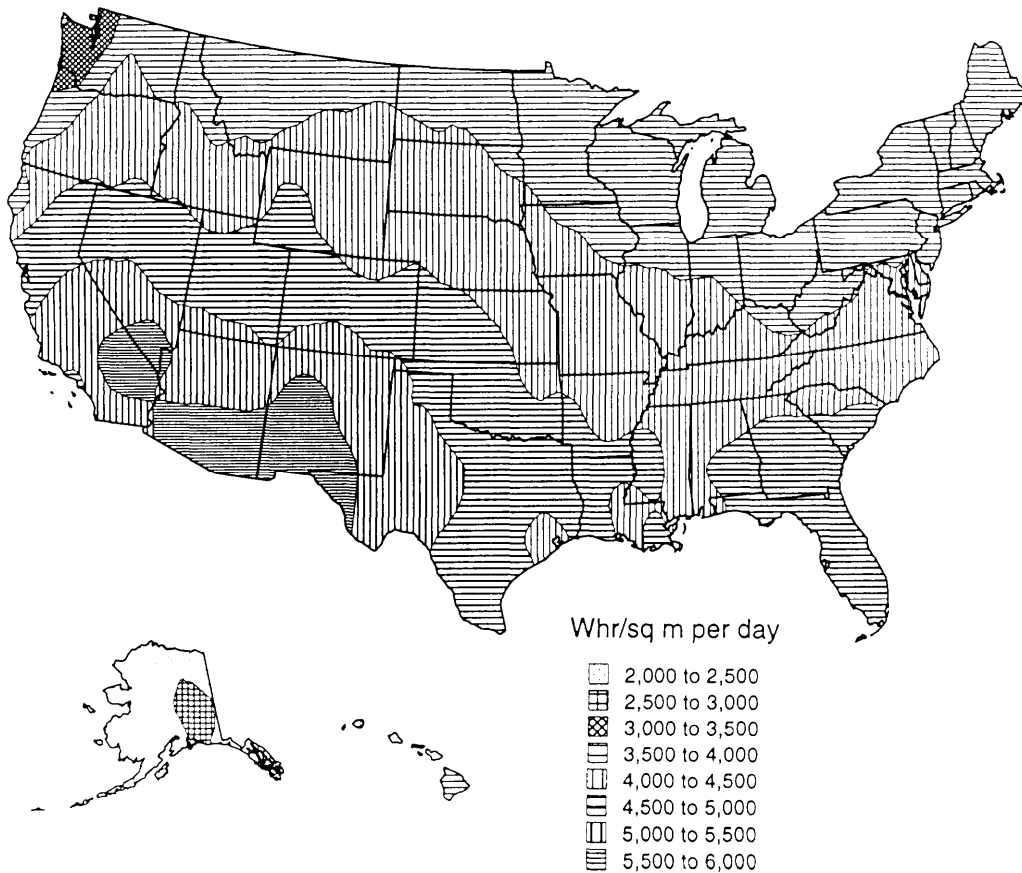 Whr/sq m per day
2,000 to 2,500
2,500 to 3,000
3,000 to 3,500
3,500 to 4,000
4,000 to 4,500
4,500 to 5,000
5,000 to 5,500
5,500 to 6,000